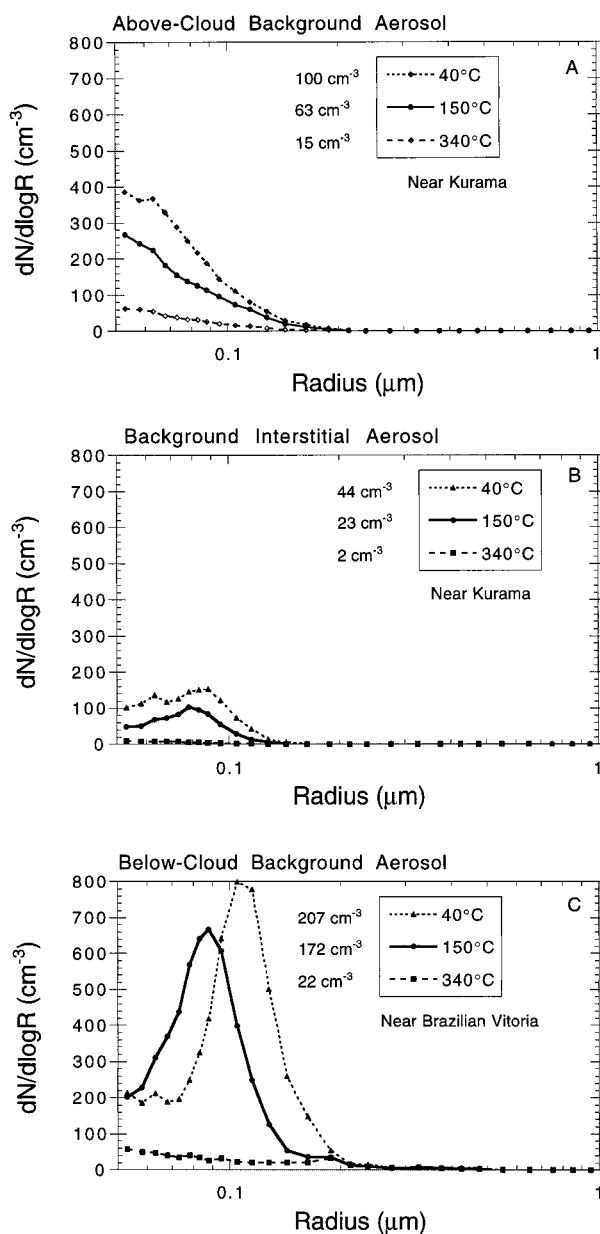 Above-Cloud Background Aerosol
A
100 cm⁻³ 40°C
63 cm⁻³ 150°C
15 cm⁻³ 340°C
Near Kurama
dN/dlogR (cm⁻³)
800
700
600
500
400
300
200
100
0
0.1 1
Radius (μm)
Background Interstitial Aerosol
B
44 cm⁻³ 40°C
23 cm⁻³ 150°C
2 cm⁻³ 340°C
Near Kurama
dN/dlogR (cm⁻³)
800
700
600
500
400
300
200
100
0
0.1 1
Radius (μm)
Below-Cloud Background Aerosol
C
207 cm⁻³ 40°C
172 cm⁻³ 150°C
22 cm⁻³ 340°C
Near Brazilian Vitoria
dN/dlogR (cm⁻³)
800
700
600
500
400
300
200
100
0
0.1 1
Radius (μm)